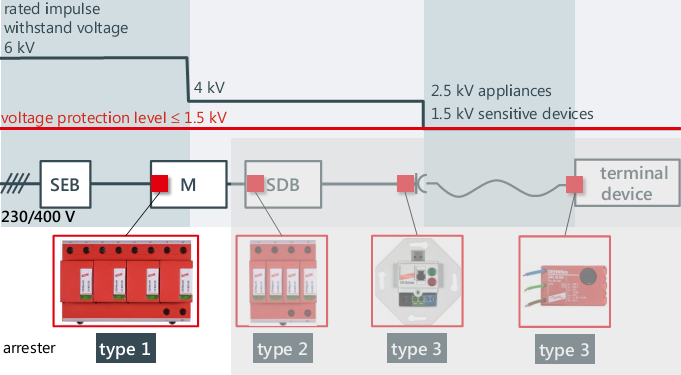 rated impulse
withstand voltage
6 kV
4 kV
2.5 kV appliances
1.5 kV sensitive devices
voltage protection level ≤ 1.5 kV
SEB
M
SDB
terminal
device
230/400 V
arrester
type 1
type 2
type 3
type 3